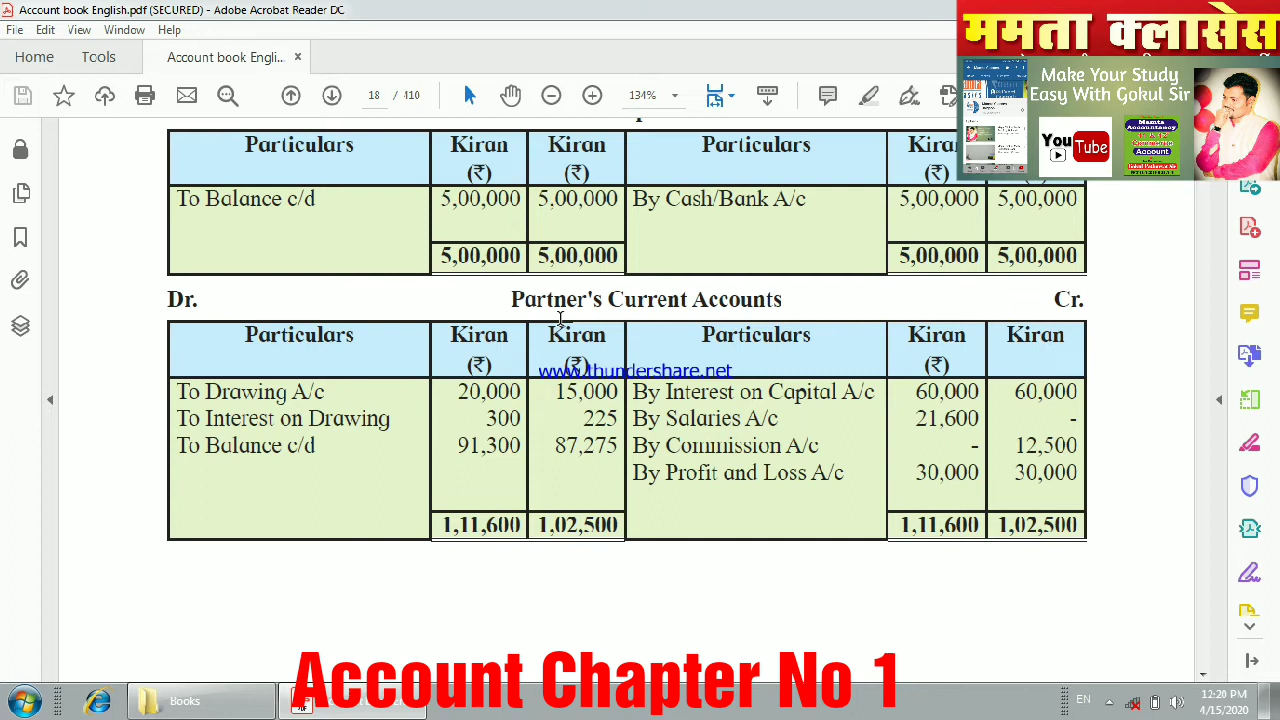 Account book English.pdf (SECURED) - Adobe Acrobat Reader DC
File Edit View Window Help
Home Tools Account book Engli... ×
18 / 110 134%
ममता क्लासेस
Make Your Study
Easy With Gokul Sir
You Tube
Mamta
Accountancy
Account
Particulars Kiran (₹) Kiran (₹) Particulars Kiran (₹) (₹)
To Balance c/d 5,00,000 5,00,000 By Cash/Bank A/c 5,00,000 5,00,000
5,00,000 5,00,000 5,00,000 5,00,000
Dr. Partner's Current Accounts Cr.
Particulars Kiran (₹) Kiran (₹) Particulars Kiran (₹) Kiran
www.thundershare.net
To Drawing A/c 20,000 15,000 By Interest on Capital A/c 60,000 60,000
To Interest on Drawing 300 225 By Salaries A/c 21,600 -
To Balance c/d 91,300 87,275 By Commission A/c - 12,500
By Profit and Loss A/c 30,000 30,000
1,11,600 1,02,500 1,11,600 1,02,500
Account Chapter No 1
Books
EN 12:20 PM
4/15/2020